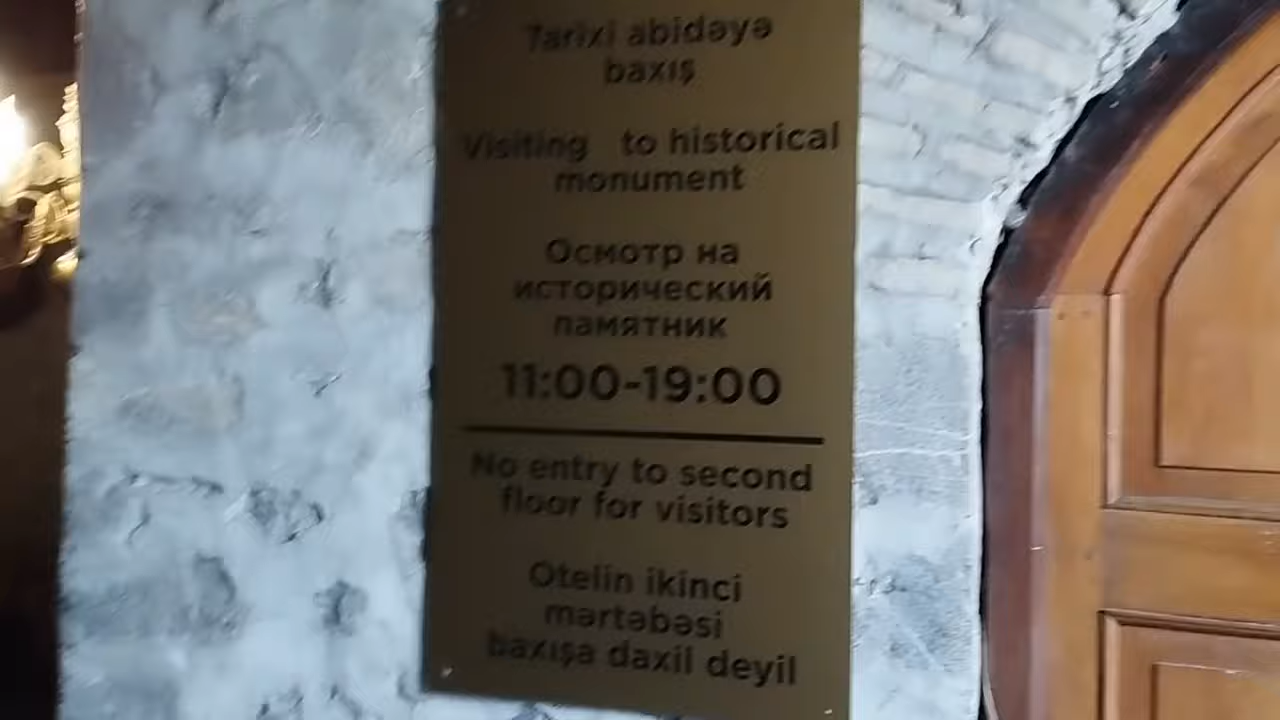 Tarixi abidəyə
baxış
Visiting to historical
monument
Осмотр на
исторический
памятник
11:00-19:00
No entry to second
floor for visitors
Otelin ikinci
mərtəbəsi
baxışa daxil deyil